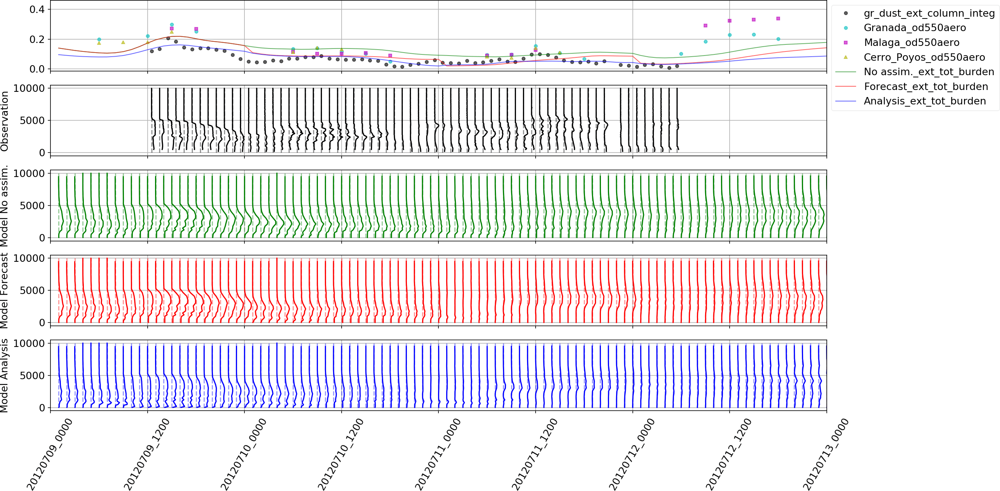 0.4
0.2
0.0
gr_dust_ext_column_integ
Granada_od550aero
Malaga_od550aero
Cerro_Poyos_od550aero
No assim._ext_tot_burden
Forecast_ext_tot_burden
Analysis_ext_tot_burden
Observation
10000
5000
0
Model No assim.
10000
5000
0
Model Forecast
10000
5000
0
Model Analysis
10000
5000
0
20120709_0000
20120709_1200
20120710_0000
20120710_1200
20120711_0000
20120711_1200
20120712_0000
20120712_1200
20120713_0000